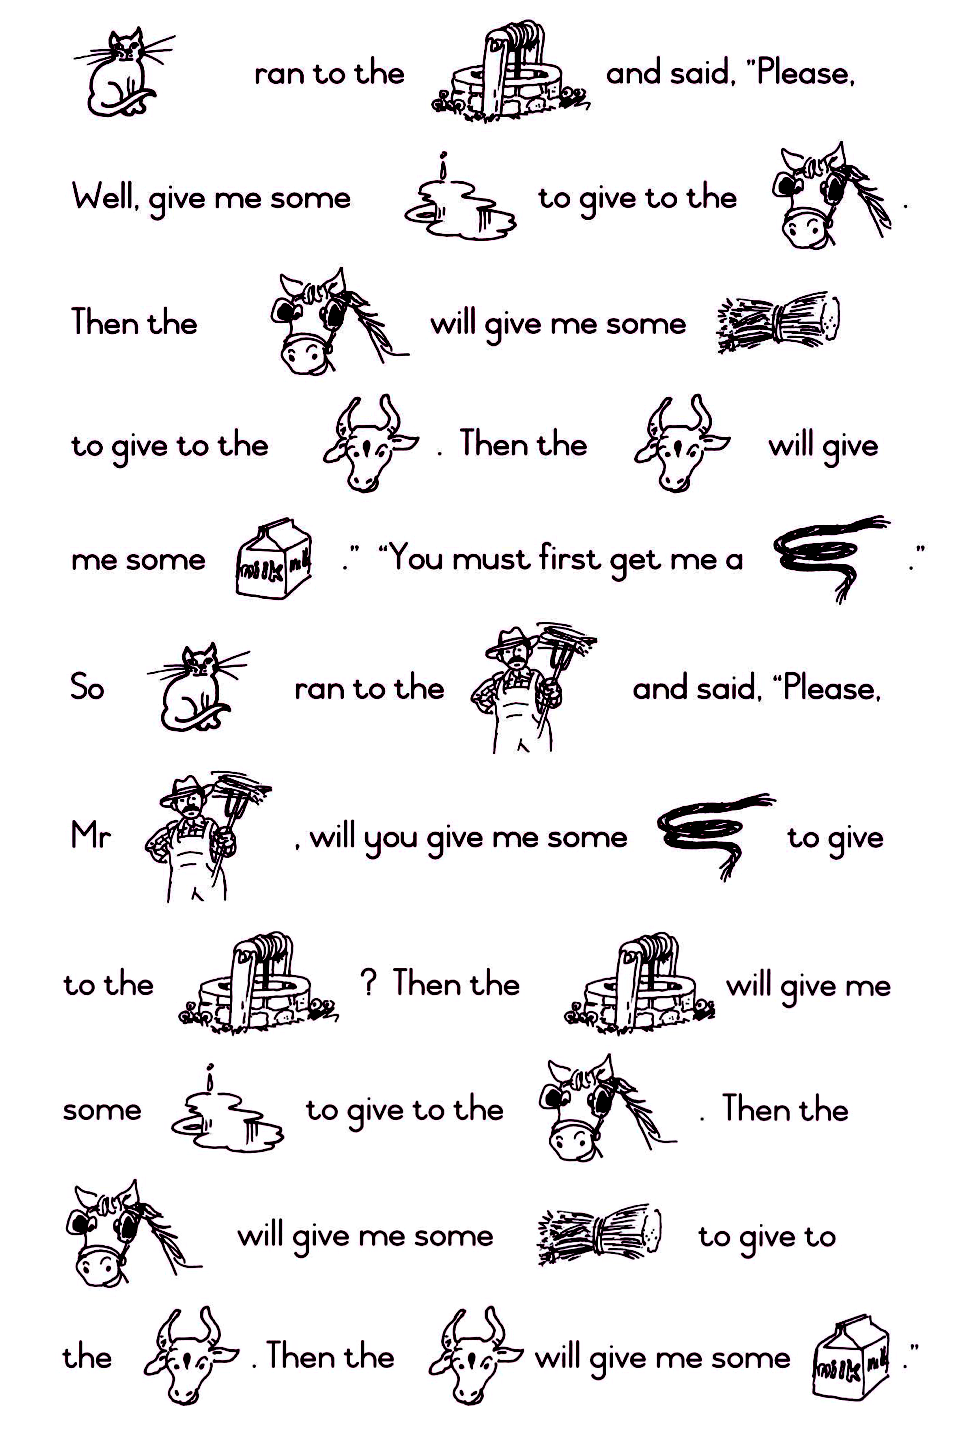 ran to the and said, "Please,
Well, give me some to give to the .
Then the will give me some
to give to the . Then the will give
me some milk milk ." "You must first get me a ."
So ran to the and said, "Please,
Mr , will you give me some to give
to the ? Then the will give me
some to give to the . Then the
will give me some to give to
the . Then the will give me some milk milk ."